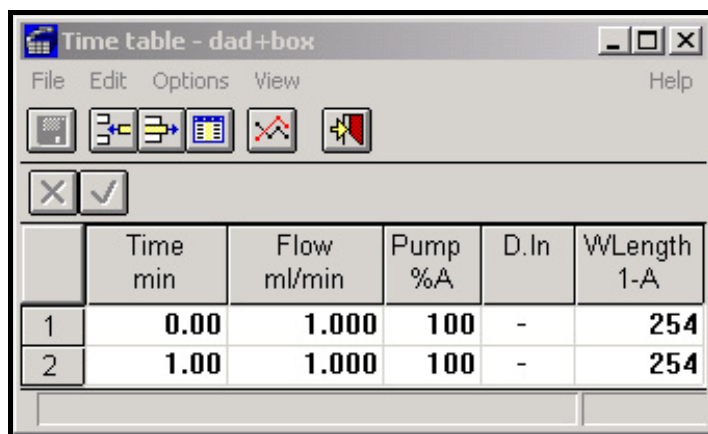 Time table - dad+box
File Edit Options View Help
Time Flow Pump D.In WLength
min ml/min %A 1-A
1 0.00 1.000 100 - 254
2 1.00 1.000 100 - 254